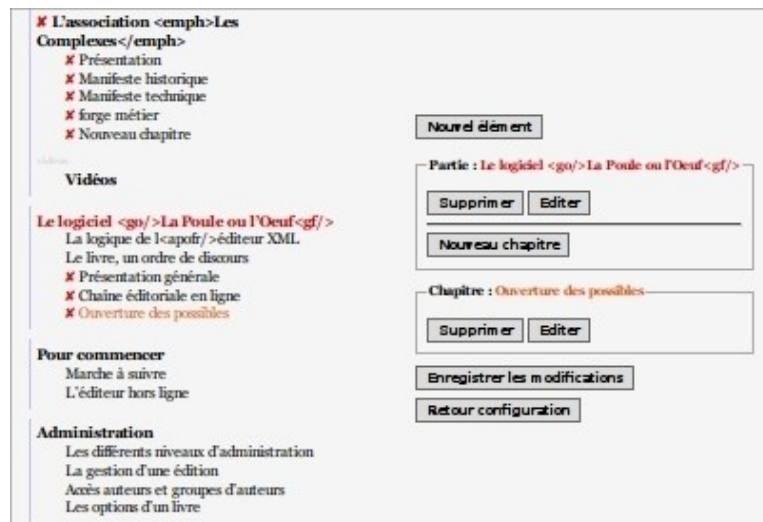 ✘ L'association <emph>Les
Complexes</emph>
✘ Présentation
✘ Manifeste historique
✘ Manifeste technique
✘ forge métier
✘ Nouveau chapitre
vidéos
Vidéos
Le logiciel <go/>La Poule ou l'Oeuf<gf/>
La logique de l<apofr/>éditeur XML
Le livre, un ordre de discours
✘ Présentation générale
✘ Chaîne éditoriale en ligne
✘ Ouverture des possibles
Pour commencer
Marche à suivre
L'éditeur hors ligne
Administration
Les différents niveaux d'administration
La gestion d'une édition
Accès auteurs et groupes d'auteurs
Les options d'un livre
Nouvel élément
Partie : Le logiciel <go/>La Poule ou l'Oeuf<gf/>
Supprimer Editer
Nouveau chapitre
Chapitre : Ouverture des possibles
Supprimer Editer
Enregistrer les modifications
Retour configuration